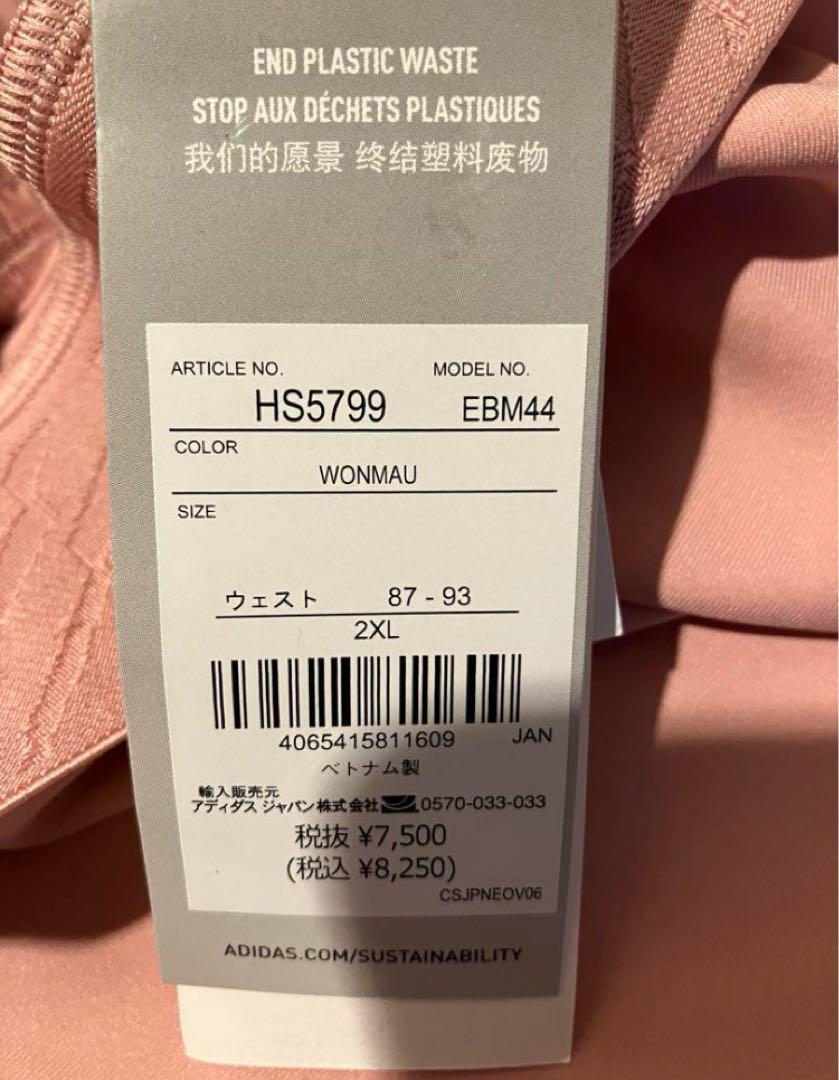 END PLASTIC WASTE
STOP AUX DÉCHETS PLASTIQUES
我们的愿景 终结塑料废物
ARTICLE NO. MODEL NO.
HS5799 EBM44
COLOR
WONMAU
SIZE
ウェスト 87 - 93
2XL
4065415811609 JAN
ベトナム製
輸入販売元
アディダス ジャパン株式会社 0570-033-033
税抜 ¥7,500
(税込 ¥8,250)
CSJPNEOV06
ADIDAS.COM/SUSTAINABILITY